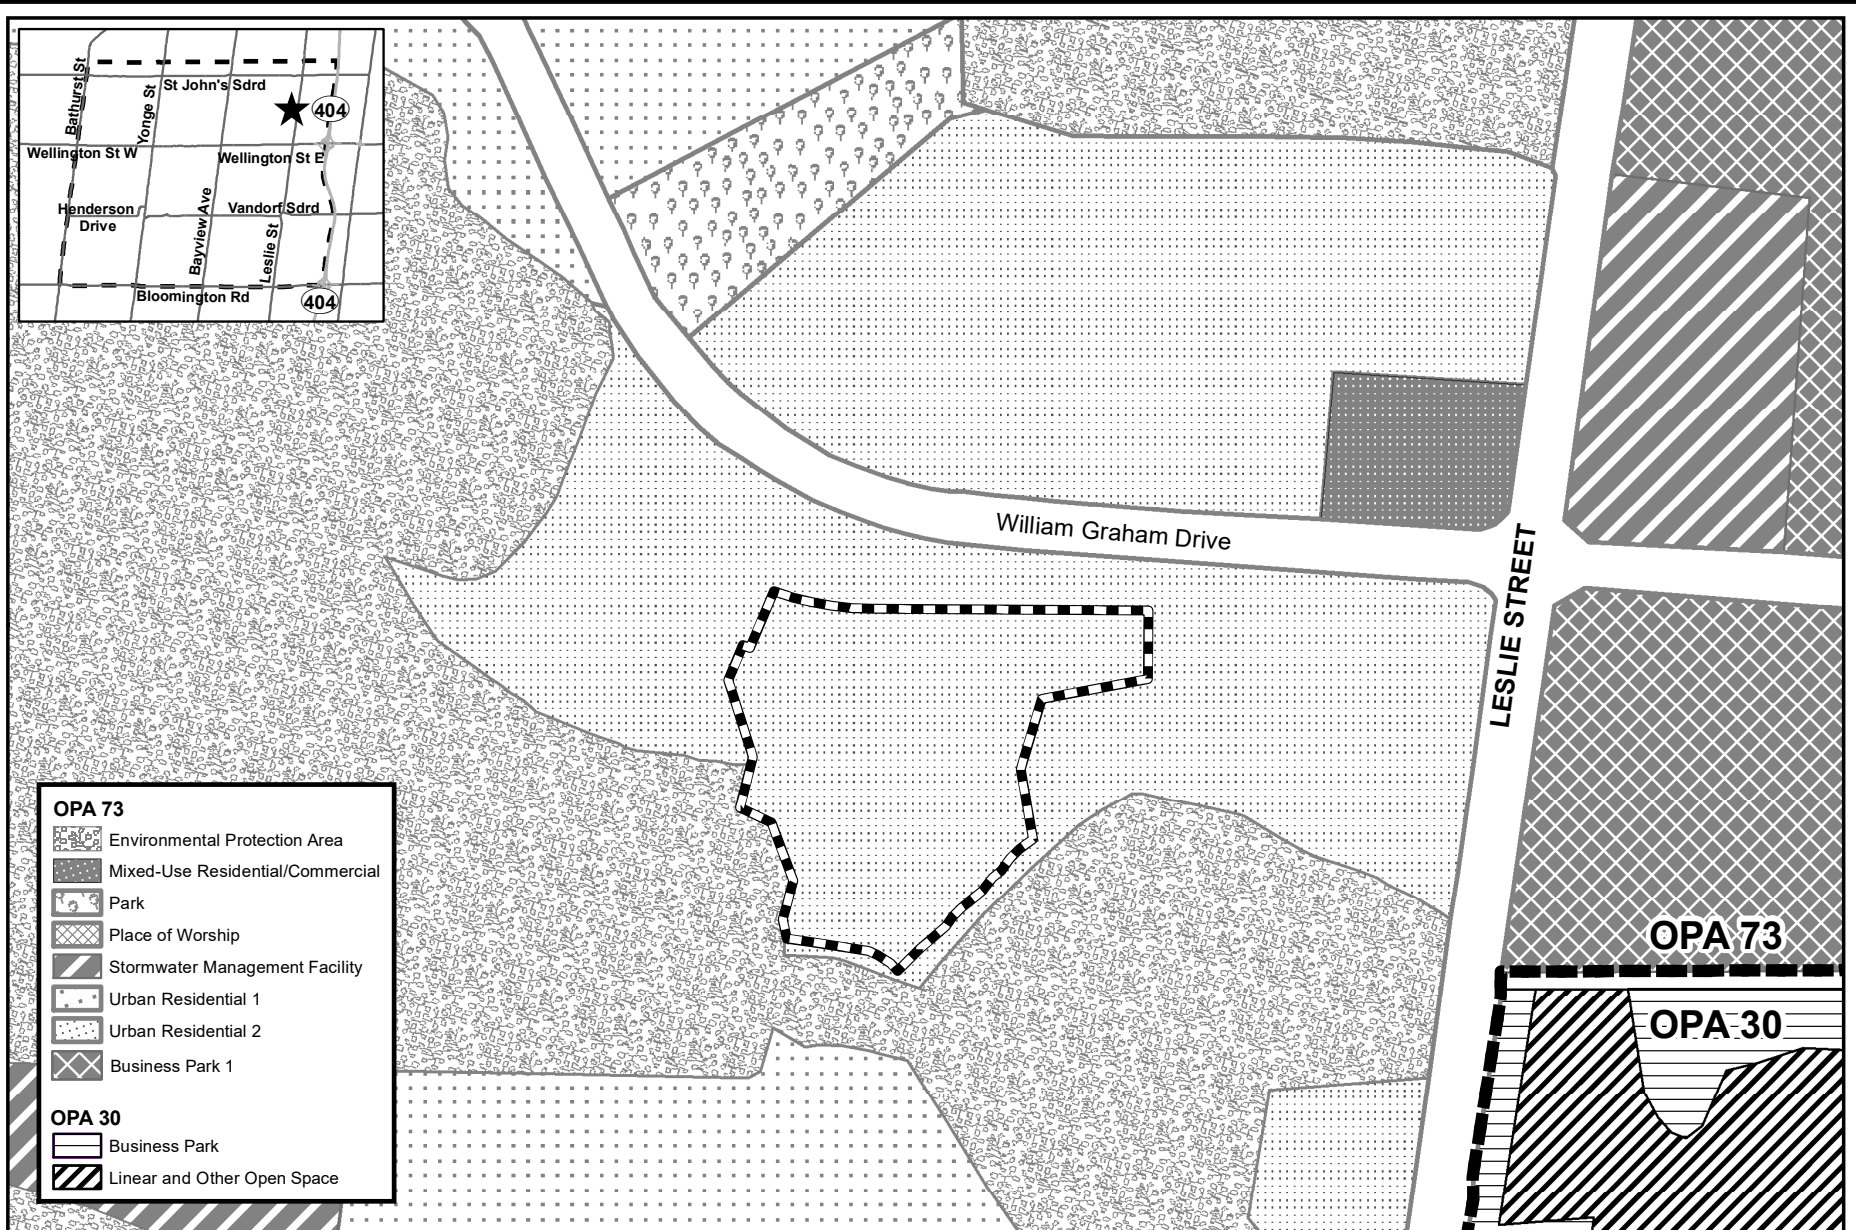 St John's Sdrd
Bathurst St
Yonge St
404
Wellington St W
Wellington St E
Henderson
Drive
Bayview Ave
Vandorf Sdrd
Leslie St
Bloomington Rd
404
William Graham Drive
LESLIE STREET
OPA 73
Environmental Protection Area
Mixed-Use Residential/Commercial
Park
Place of Worship
Stormwater Management Facility
Urban Residential 1
Urban Residential 2
Business Park 1
OPA 30
Business Park
Linear and Other Open Space
OPA 73
OPA 30